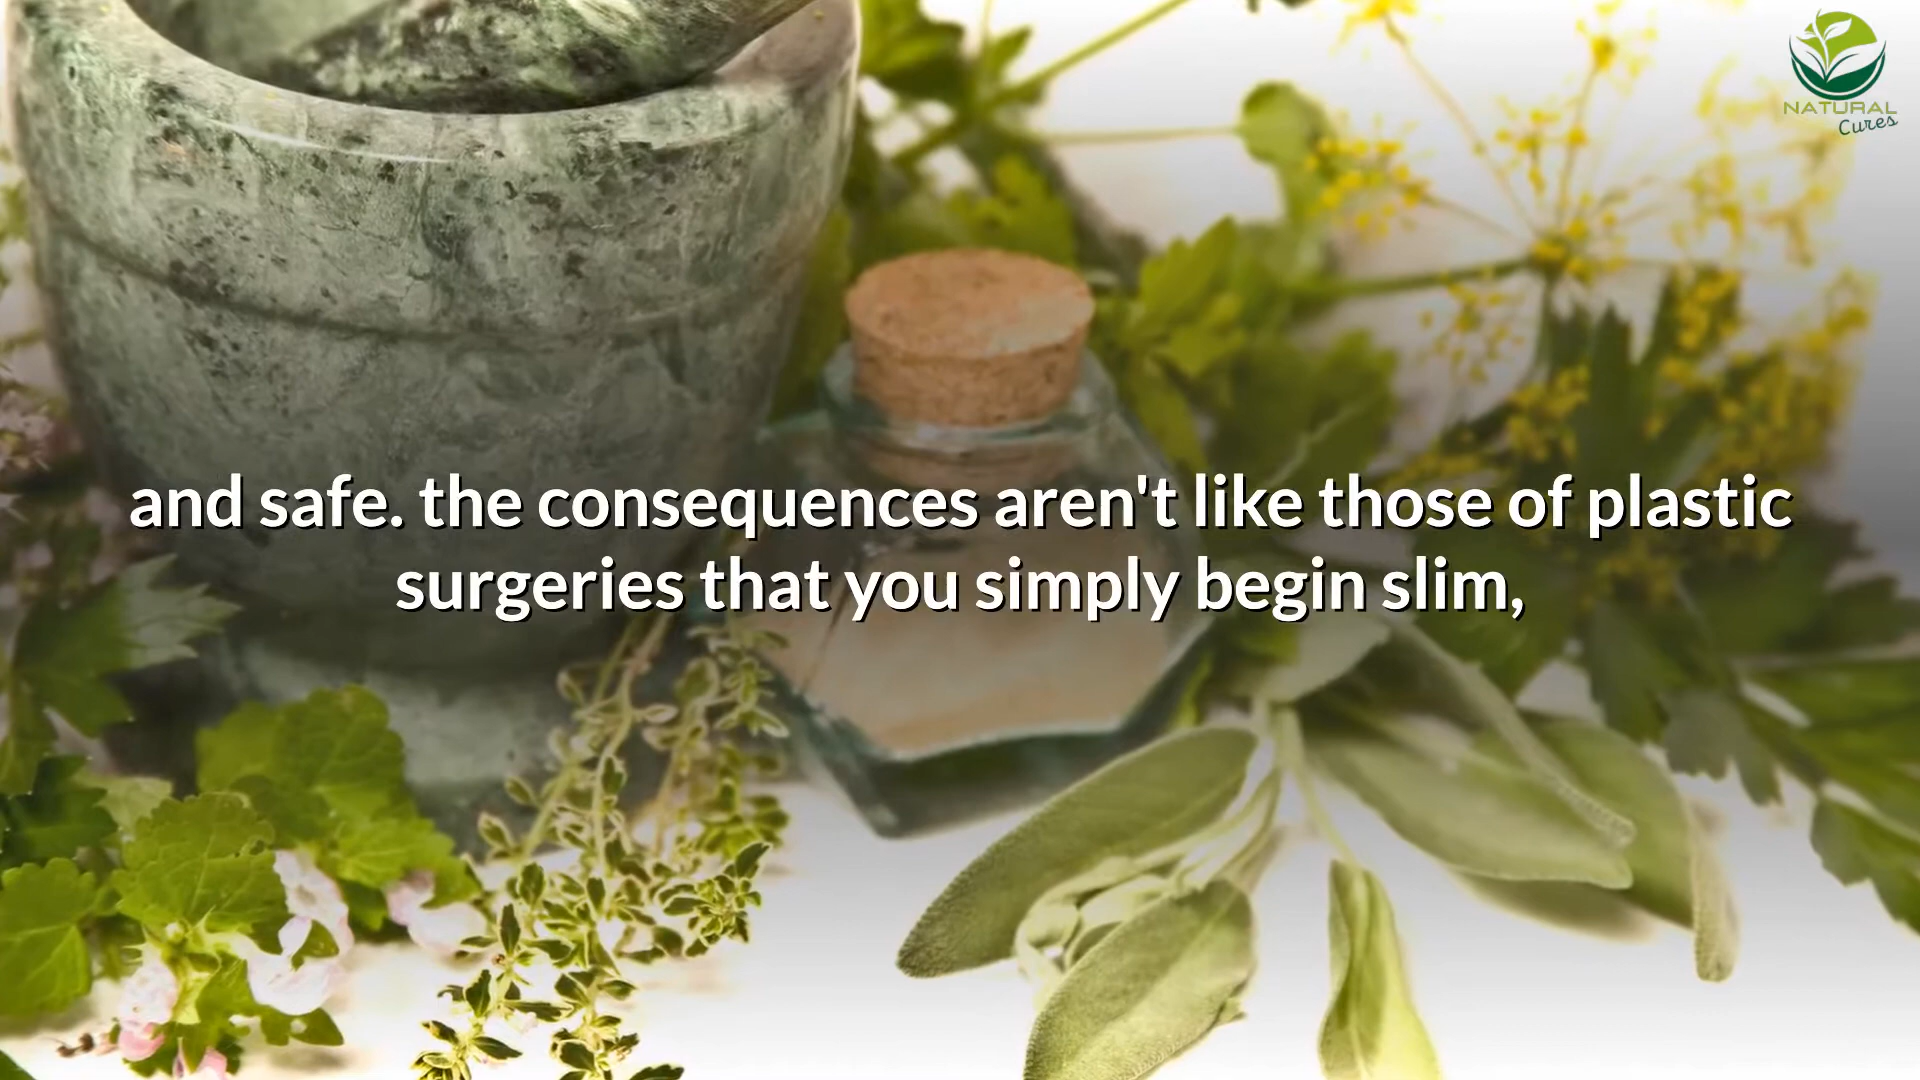 NATURAL
Cures
and safe. the consequences aren't like those of plastic
surgeries that you simply begin slim,